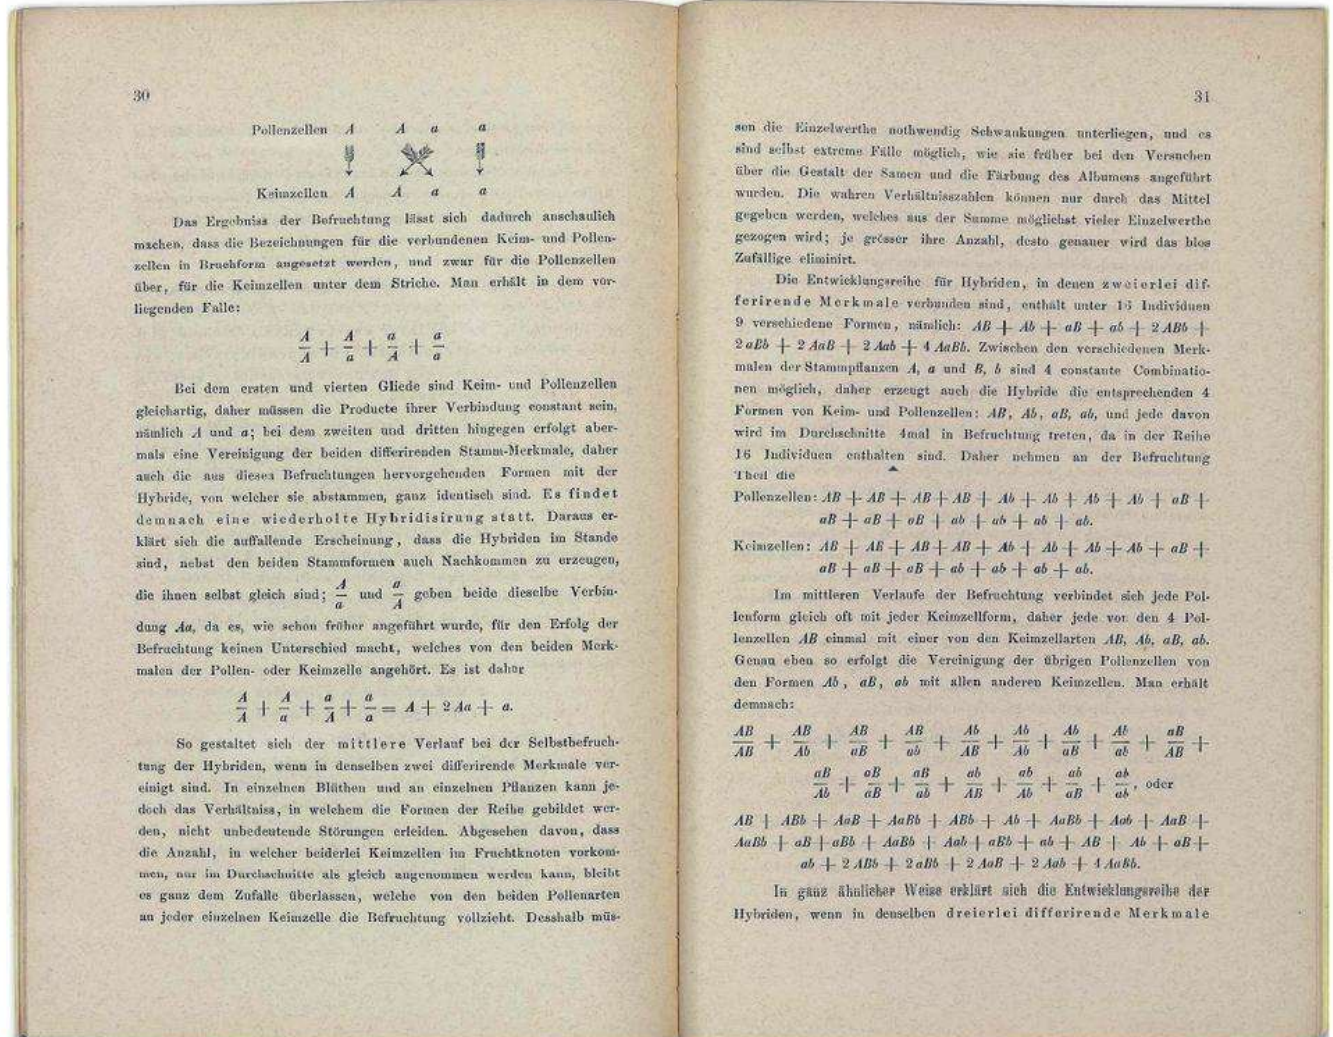 30
Pollenzellen A A a a
Keimzellen A A a a
Das Ergebniss der Befruchtung lässt sich dadurch anschaulich
machen, dass die Bezeichnungen für die verbundenen Keim- und Pollen-
zellen in Bruchform angesetzt werden, und zwar für die Pollenzellen
über, für die Keimzellen unter dem Striche. Man erhält in dem vor-
liegenden Falle:
A/A + A/a + a/A + a/a
Bei dem ersten und vierten Gliede sind Keim- und Pollenzellen
gleichartig, daher müssen die Producte ihrer Verbindung constant sein,
nämlich A und a; bei dem zweiten und dritten hingegen erfolgt aber-
mals eine Vereinigung der beiden differirenden Stamm-Merkmale, daher
auch die aus diesen Befruchtungen hervorgehenden Formen mit der
Hybride, von welcher sie abstammen, ganz identisch sind. Es findet
demnach eine wiederholte Hybridisirung statt. Daraus er-
klärt sich die auffallende Erscheinung, dass die Hybriden im Stande
sind, nebst den beiden Stammformen auch Nachkommen zu erzeugen,
die ihnen selbst gleich sind; A/a und a/A geben beide dieselbe Verbin-
dung Aa, da es, wie schon früher angeführt wurde, für den Erfolg der
Befruchtung keinen Unterschied macht, welches von den beiden Merk-
malen der Pollen- oder Keimzelle angehört. Es ist daher
A/A + A/a + a/A + a/a = A + 2 Aa + a.
So gestaltet sich der mittlere Verlauf bei der Selbstbefruch-
tung der Hybriden, wenn in denselben zwei differirende Merkmale ver-
einigt sind. In einzelnen Blüthen und an einzelnen Pflanzen kann je-
doch das Verhältniss, in welchem die Formen der Reihe gebildet wer-
den, nicht unbedeutende Störungen erleiden. Abgesehen davon, dass
die Anzahl, in welcher beiderlei Keimzellen im Fruchtknoten vorkom-
men, nur im Durchschnitte als gleich angenommen werden kann, bleibt
es ganz dem Zufalle überlassen, welche von den beiden Pollenarten
an jeder einzelnen Keimzelle die Befruchtung vollzieht. Desshalb müs-
31
sen die Einzelwerthe nothwendig Schwankungen unterliegen, und es
sind selbst extreme Fälle möglich, wie sie früher bei den Versuchen
über die Gestalt der Samen und die Färbung des Albumens angeführt
wurden. Die wahren Verhältnisszahlen können nur durch das Mittel
gegeben werden, welches aus der Summe möglichst vieler Einzelwerthe
gezogen wird; je grösser ihre Anzahl, desto genauer wird das blos
Zufällige eliminirt.
Die Entwicklungsreihe für Hybriden, in denen zweierlei dif-
ferirende Merkmale verbunden sind, enthält unter 16 Individuen
9 verschiedene Formen, nämlich: AB + Ab + aB + ab + 2 ABb +
2 aBb + 2 AaB + 2 Aab + 4 AaBb. Zwischen den verschiedenen Merk-
malen der Stammpflanzen A, a und B, b sind 4 constante Combinatio-
nen möglich, daher erzeugt auch die Hybride die entsprechenden 4
Formen von Keim- und Pollenzellen: AB, Ab, aB, ab, und jede davon
wird im Durchschnitte 4mal in Befruchtung treten, da in der Reihe
16 Individuen enthalten sind. Daher nehmen an der Befruchtung
Theil die
Pollenzellen: AB + AB + AB + AB + Ab + Ab + Ab + Ab + aB +
aB + aB + aB + ab + ab + ab + ab.
Keimzellen: AB + AB + AB + AB + Ab + Ab + Ab + Ab + aB +
aB + aB + aB + ab + ab + ab + ab.
Im mittleren Verlaufe der Befruchtung verbindet sich jede Pol-
lenform gleich oft mit jeder Keimzellform, daher jede von den 4 Pol-
lenzellen AB einmal mit einer von den Keimzellarten AB, Ab, aB, ab.
Genau eben so erfolgt die Vereinigung der übrigen Pollenzellen von
den Formen Ab, aB, ab mit allen anderen Keimzellen. Man erhält
demnach:
AB/AB + AB/Ab + AB/aB + AB/ab + Ab/AB + Ab/Ab + Ab/aB + Ab/ab + aB/AB +
aB/Ab + aB/aB + aB/ab + ab/AB + ab/Ab + ab/aB + ab/ab, oder
AB + ABb + AaB + AaBb + ABb + Ab + AaBb + Aab + AaB +
AaBb + aB + aBb + AaBb + Aab + aBb + ab + AB + Ab + aB +
ab + 2 ABb + 2 aBb + 2 AaB + 2 Aab + 4 AaBb.
In ganz ähnlicher Weise erklärt sich die Entwicklungsreihe der
Hybriden, wenn in denselben dreierlei differirende Merkmale